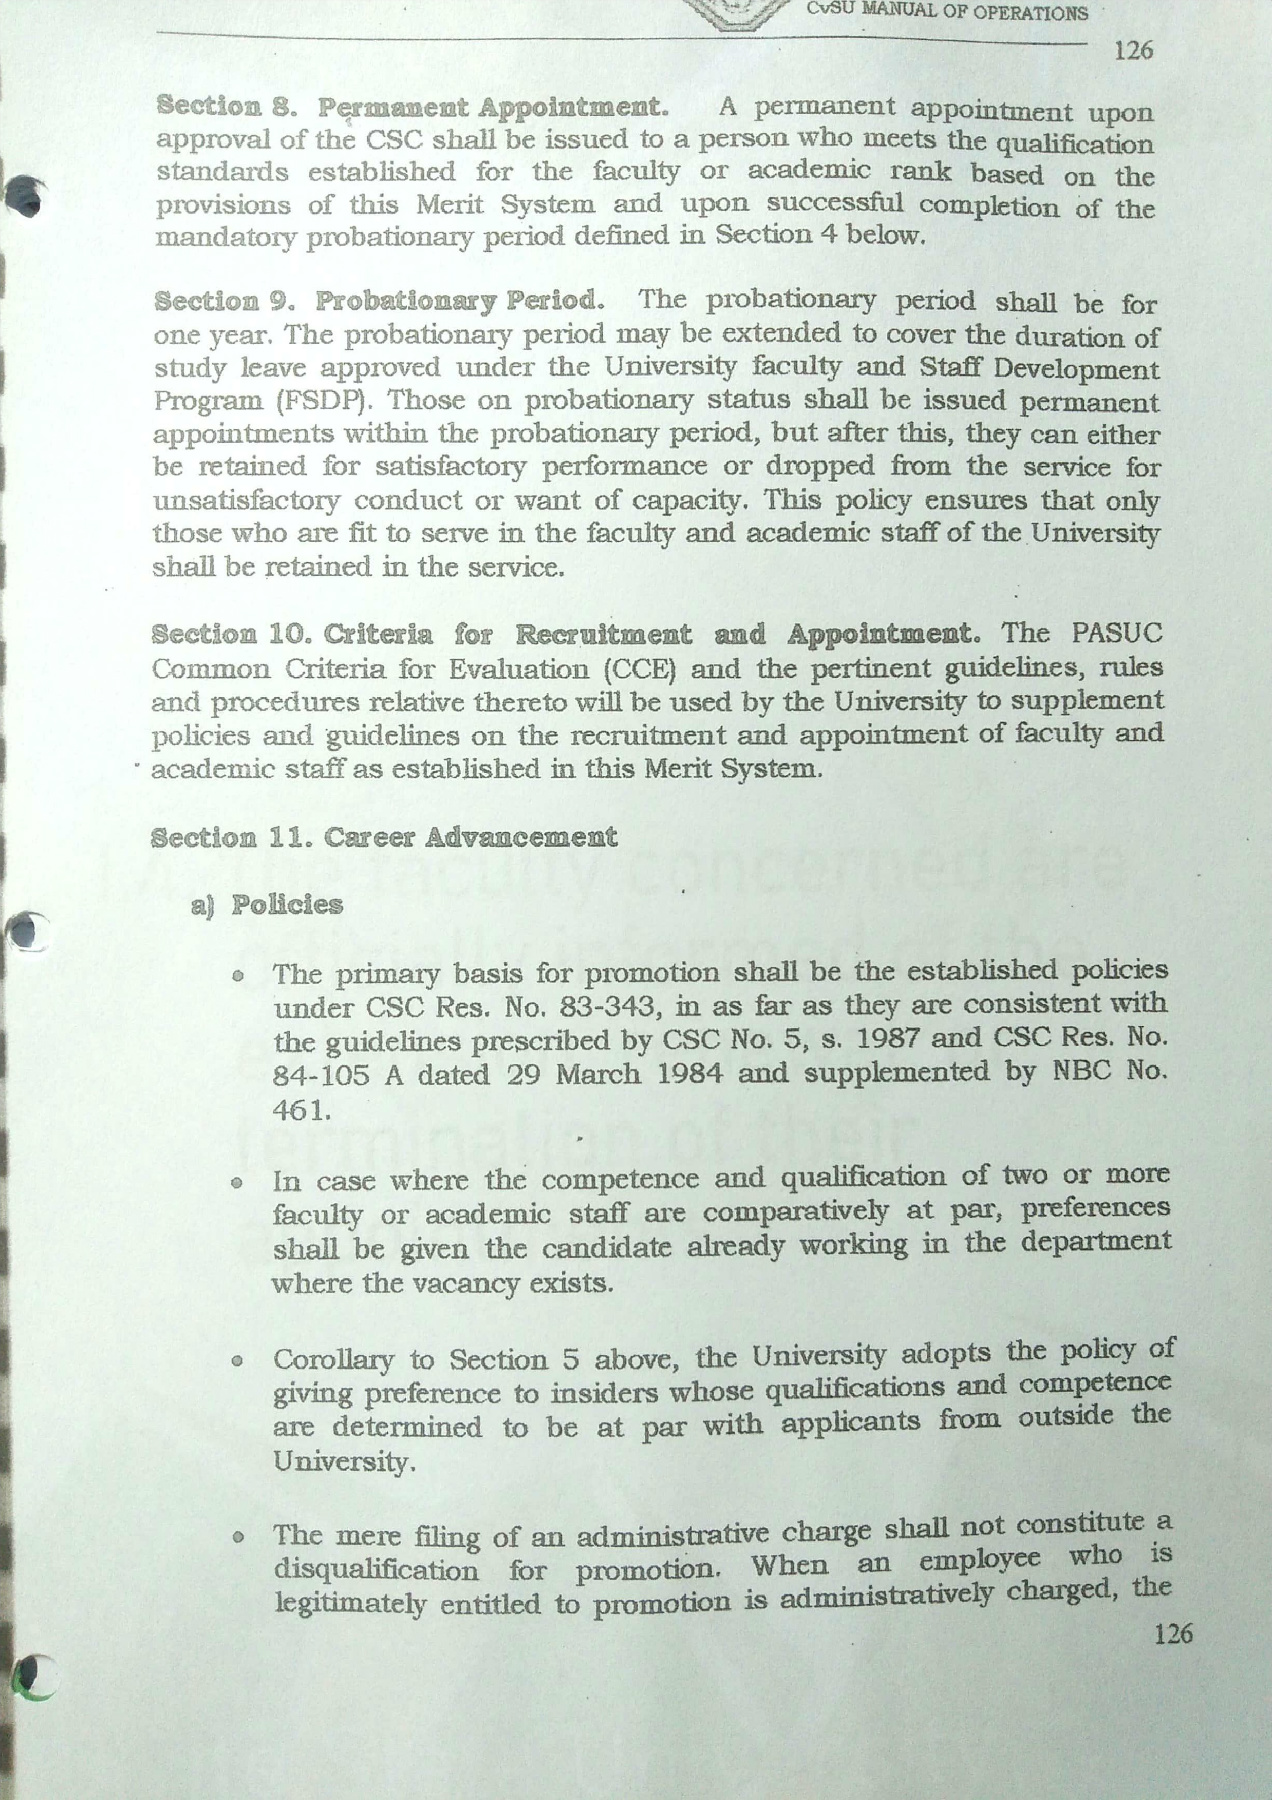 CvSU MANUAL OF OPERATIONS
126
Section 8. Permanent Appointment. A permanent appointment upon
approval of the CSC shall be issued to a person who meets the qualification
standards established for the faculty or academic rank based on the
provisions of this Merit System and upon successful completion of the
mandatory probationary period defined in Section 4 below.
Section 9. Probationary Period. The probationary period shall be for
one year. The probationary period may be extended to cover the duration of
study leave approved under the University faculty and Staff Development
Program (FSDP). Those on probationary status shall be issued permanent
appointments within the probationary period, but after this, they can either
be retained for satisfactory performance or dropped from the service for
unsatisfactory conduct or want of capacity. This policy ensures that only
those who are fit to serve in the faculty and academic staff of the University
shall be retained in the service.
Section 10. Criteria for Recruitment and Appointment. The PASUC
Common Criteria for Evaluation (CCE) and the pertinent guidelines, rules
and procedures relative thereto will be used by the University to supplement
policies and guidelines on the recruitment and appointment of faculty and
academic staff as established in this Merit System.
Section 11. Career Advancement
a) Policies
• The primary basis for promotion shall be the established policies
under CSC Res. No. 83-343, in as far as they are consistent with
the guidelines prescribed by CSC No. 5, s. 1987 and CSC Res. No.
84-105 A dated 29 March 1984 and supplemented by NBC No.
461.
• In case where the competence and qualification of two or more
faculty or academic staff are comparatively at par, preferences
shall be given the candidate already working in the department
where the vacancy exists.
• Corollary to Section 5 above, the University adopts the policy of
giving preference to insiders whose qualifications and competence
are determined to be at par with applicants from outside the
University.
• The mere filing of an administrative charge shall not constitute a
disqualification for promotion. When an employee who is
legitimately entitled to promotion is administratively charged, the
126